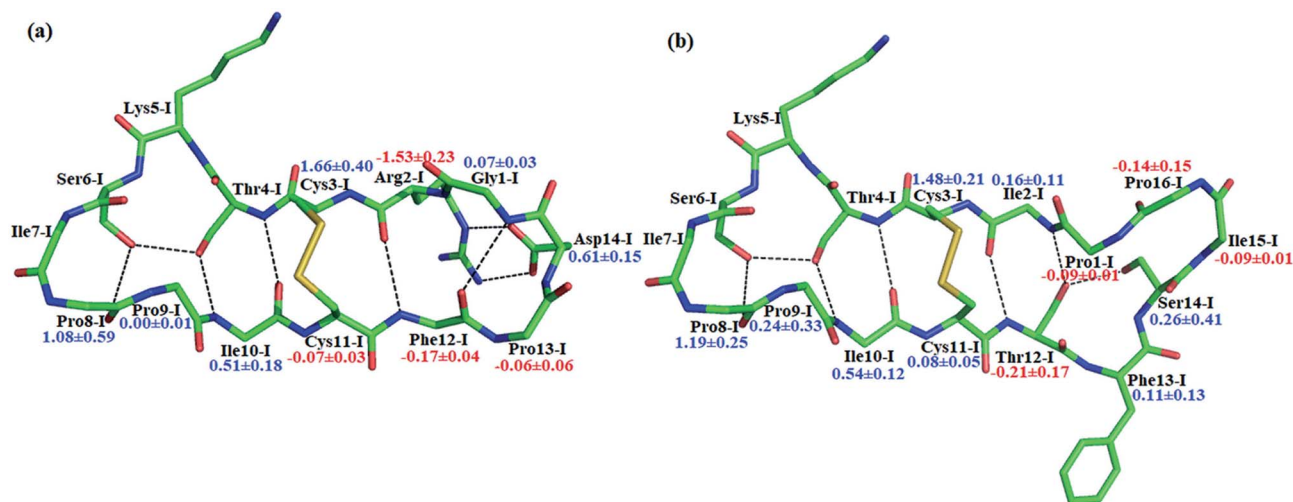 (a)
Lys5-I
Ser6-I
Thr4-I
1.66±0.40
Cys3-I
-1.53±0.23
Arg2-I
0.07±0.03
Gly1-I
Ile7-I
Asp14-I
0.61±0.15
Pro8-I
1.08±0.59
Pro9-I
0.00±0.01
Ile10-I
0.51±0.18
Cys11-I
-0.07±0.03
Phe12-I
-0.17±0.04
Pro13-I
-0.06±0.06
(b)
Lys5-I
Ser6-I
Thr4-I
1.48±0.21
Cys3-I
0.16±0.11
Ile2-I
-0.14±0.15
Pro16-I
Ile7-I
Pro1-I
-0.09±0.01
Ile15-I
-0.09±0.01
Ser14-I
0.26±0.41
Pro8-I
1.19±0.25
Pro9-I
0.24±0.33
Ile10-I
0.54±0.12
Cys11-I
0.08±0.05
Thr12-I
-0.21±0.17
Phe13-I
0.11±0.13